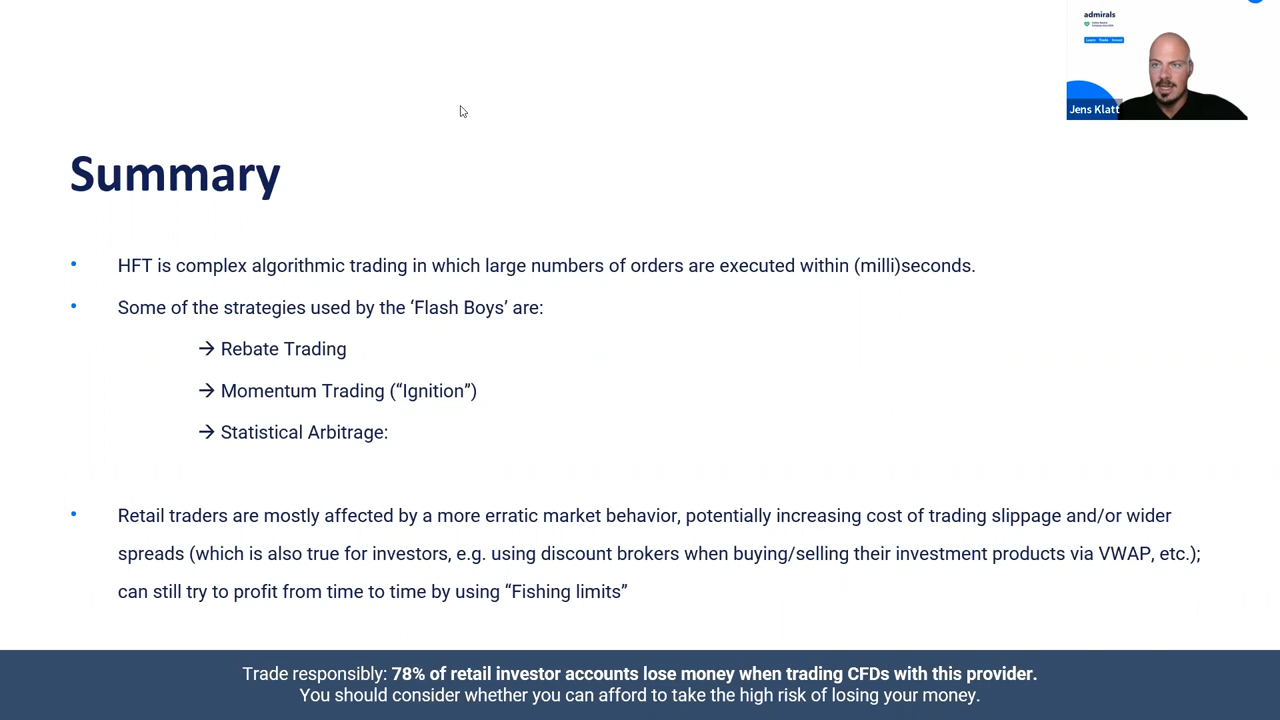 admirals
Jens Klatt
Summary
• HFT is complex algorithmic trading in which large numbers of orders are executed within (milli)seconds.
• Some of the strategies used by the ‘Flash Boys’ are:
→ Rebate Trading
→ Momentum Trading (“Ignition”)
→ Statistical Arbitrage:
• Retail traders are mostly affected by a more erratic market behavior, potentially increasing cost of trading slippage and/or wider
spreads (which is also true for investors, e.g. using discount brokers when buying/selling their investment products via VWAP, etc.);
can still try to profit from time to time by using “Fishing limits”
Trade responsibly: 78% of retail investor accounts lose money when trading CFDs with this provider.
You should consider whether you can afford to take the high risk of losing your money.